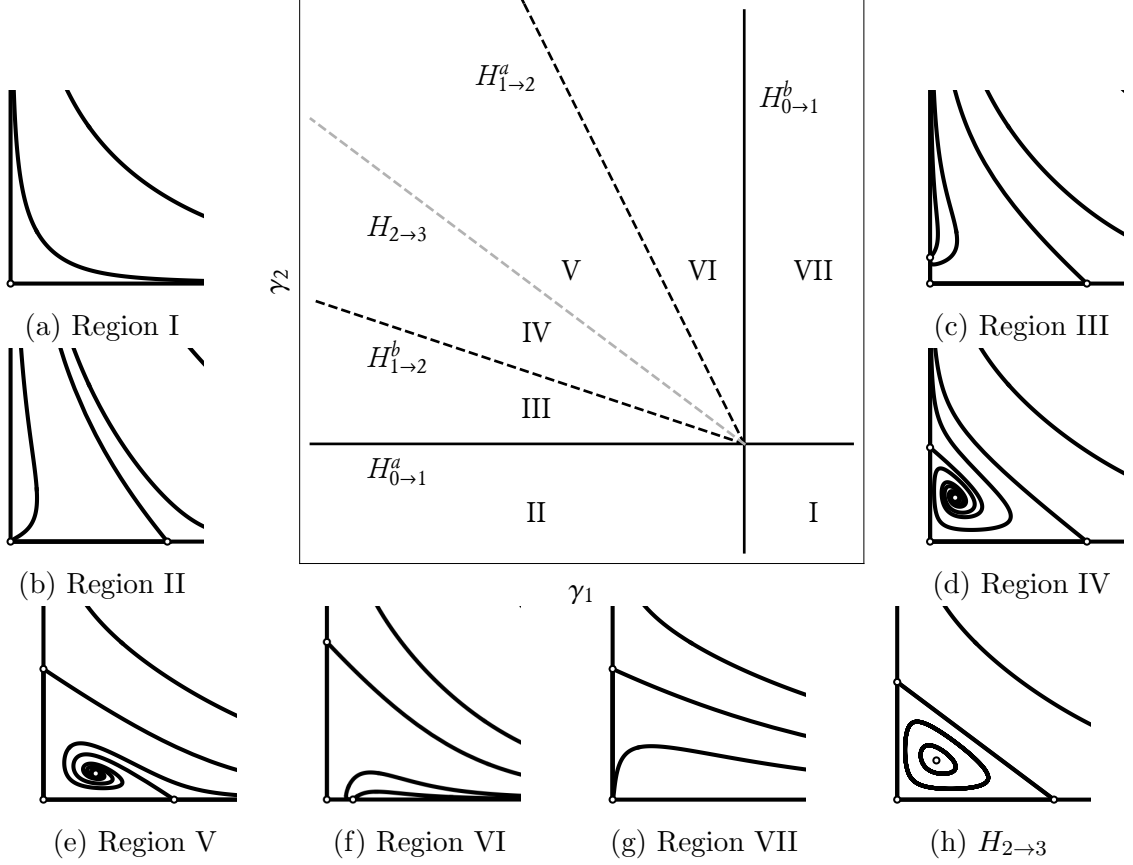 H^a_{1→2}
H^b_{0→1}
H_{2→3}
V
VI
VII
γ2
(a) Region I
(c) Region III
IV
H^b_{1→2}
III
H^a_{0→1}
II
I
(b) Region II
(d) Region IV
γ1
(e) Region V
(f) Region VI
(g) Region VII
(h) H_{2→3}